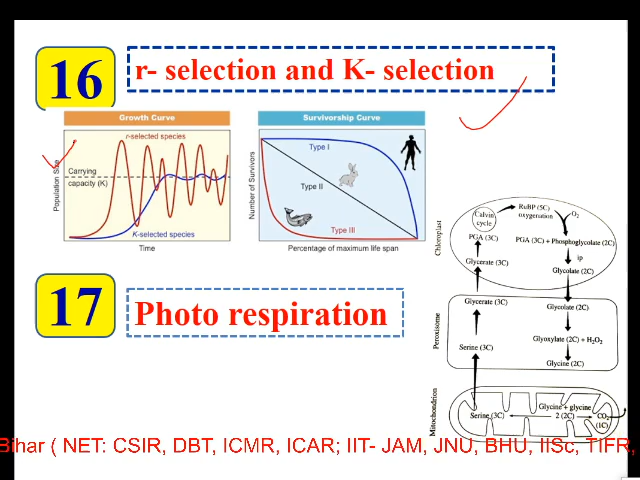 16
r- selection and K- selection
Growth Curve
r-selected species
Carrying
capacity (K)
K-selected species
Population Size
Time
Survivorship Curve
Type I
Type II
Type III
Number of Survivors
Percentage of maximum life span
17
Photo respiration
Chloroplast
Calvin
cycle
RuBP (5C)
oxygenation
O₂
PGA (3C)
PGA (3C) + Phosphoglycolate (2C)
ip
Glycerate (3C)
Glycolate (2C)
Peroxisome
Glycerate (3C)
Glycolate (2C)
Glyoxylate (2C) + H₂O₂
Serine (3C)
Glycine (2C)
Mitochondrion
Glycine + glycine
Serine (3C)
2 (2C)
CO₂
(1C)
Bihar ( NET: CSIR, DBT, ICMR, ICAR; IIT- JAM, JNU, BHU, IISc, TIFR,